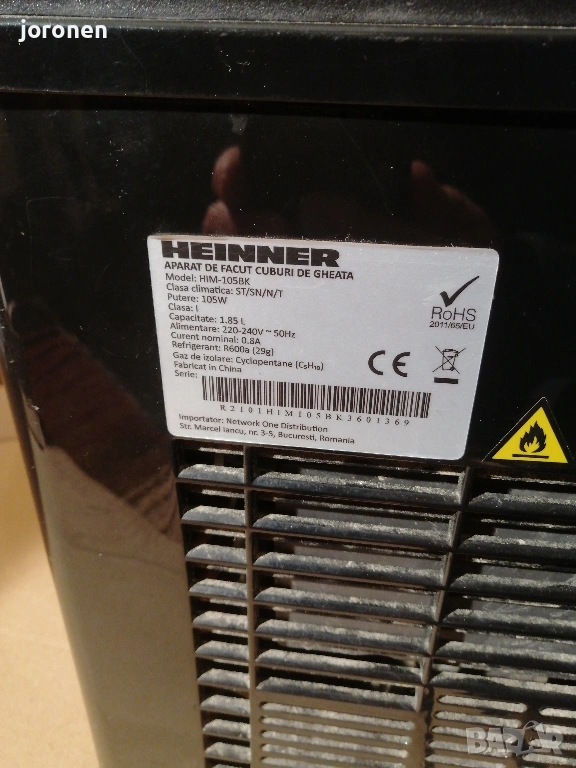 joronen
HEINNER
APARAT DE FACUT CUBURI DE GHEATA
Model: HIM-105BK
Clasa climatica: ST/SN/N/T
Putere: 105W
Clasa: I
Capacitate: 1.85 L
Alimentare: 220-240V ~ 50Hz
Curent nominal: 0.8A
Refrigerant: R600a (29g)
Gaz de izolare: Cyclopentane (C₅H₁₀)
Fabricat in China
Serie:
R2101HIM105BK3601369
Importator: Network One Distribution
Str. Marcel Iancu, nr. 3-5, Bucuresti, Romania
RoHS
2011/65/EU
CE
BAZAR